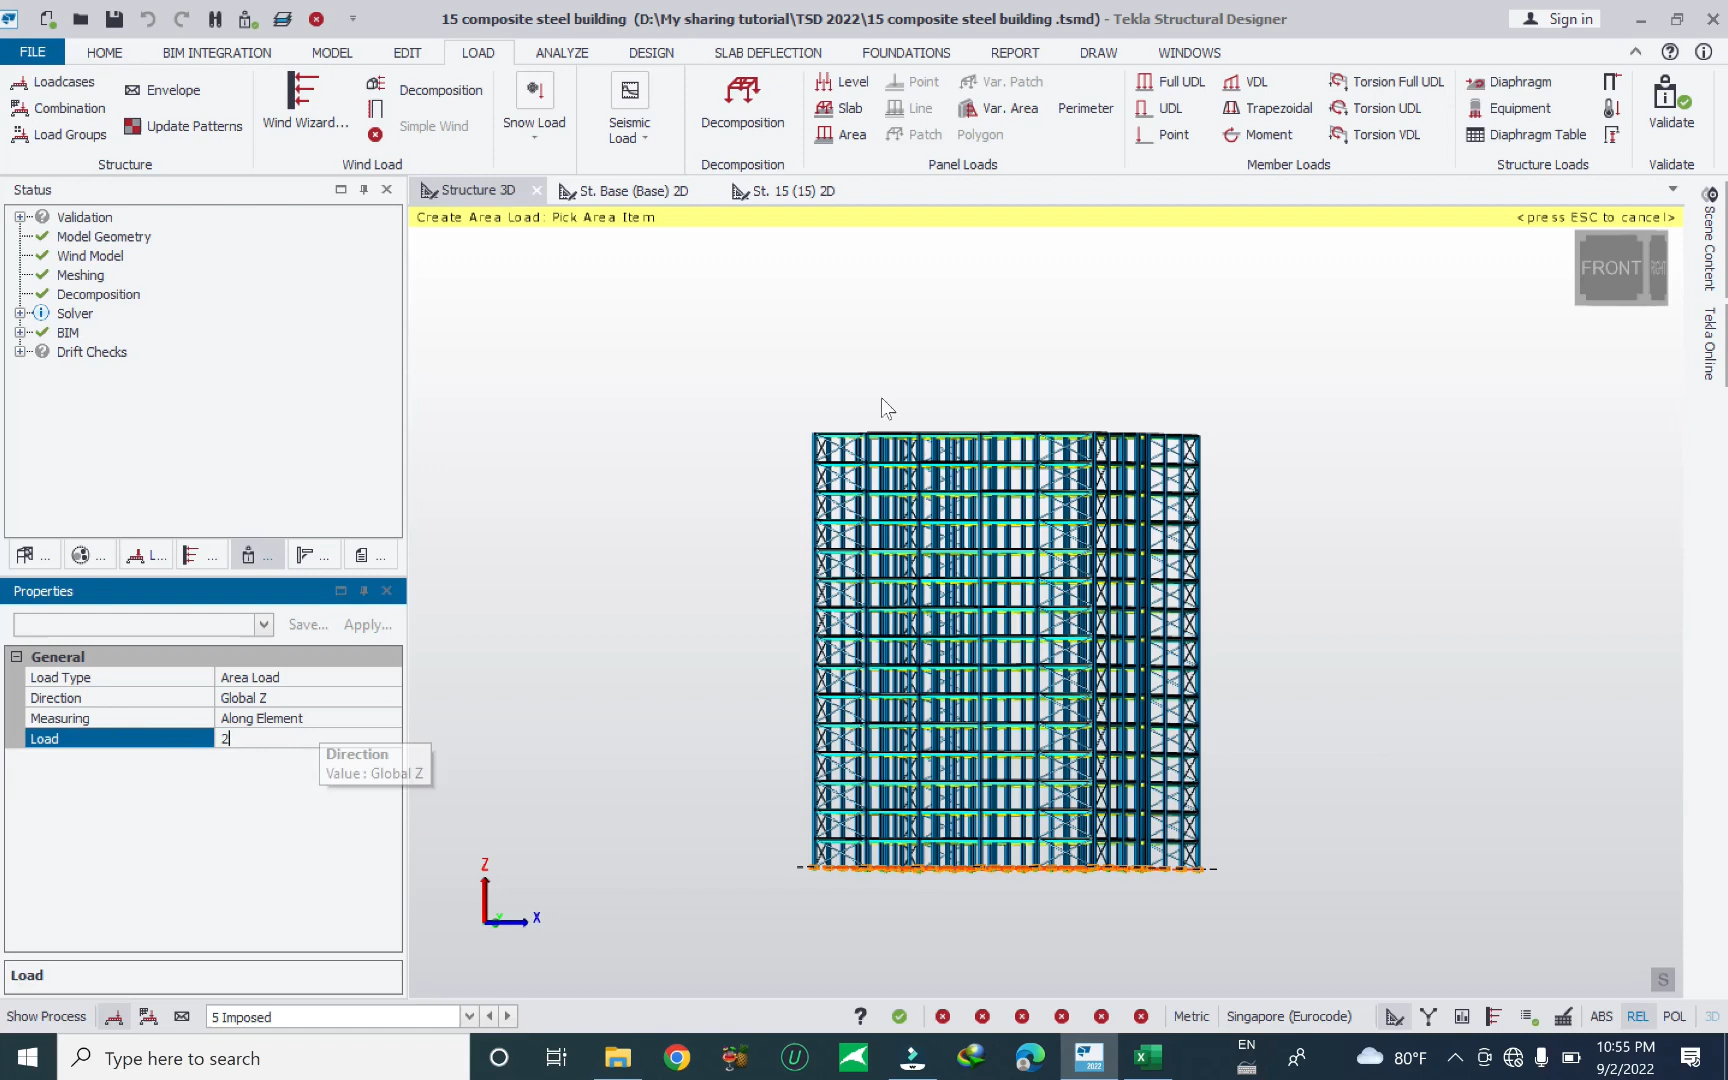 15 composite steel building (D:\My sharing tutorial\TSD 2022\15 composite steel building .tsmd) - Tekla Structural Designer
Sign in
FILE
HOME
BIM INTEGRATION
MODEL
EDIT
LOAD
ANALYZE
DESIGN
SLAB DEFLECTION
FOUNDATIONS
REPORT
DRAW
WINDOWS
Loadcases
Combination
Load Groups
Envelope
Update Patterns
Structure
Wind Wizard...
Decomposition
Simple Wind
Wind Load
Snow Load
Seismic
Load
Decomposition
Decomposition
Level
Slab
Area
Point
Line
Patch
Var. Patch
Var. Area
Polygon
Perimeter
Panel Loads
Full UDL
UDL
Point
VDL
Trapezoidal
Moment
Torsion Full UDL
Torsion UDL
Torsion VDL
Member Loads
Diaphragm
Equipment
Diaphragm Table
Structure Loads
Validate
Validate
Status
Validation
Model Geometry
Wind Model
Meshing
Decomposition
Solver
BIM
Drift Checks
...
...
L...
...
...
...
...
Structure 3D
St. Base (Base) 2D
St. 15 (15) 2D
Create Area Load: Pick Area Item
<press ESC to cancel>
FRONT
RIGHT
Scene Content
Tekla Online
Properties
Save...
Apply...
General
Load Type Area Load
Direction Global Z
Measuring Along Element
Load 2
Direction
Value : Global Z
Z
Y
X
S
Load
Show Process
5 Imposed
Metric
Singapore (Eurocode)
ABS
REL
POL
3D
Type here to search
2022
EN
80°F
10:55 PM
9/2/2022